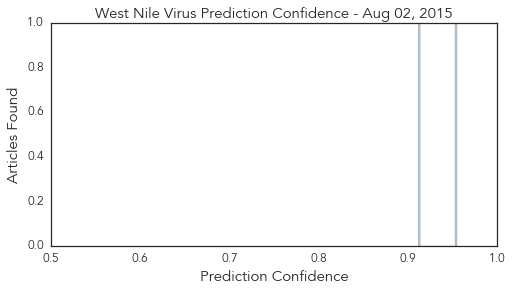 West Nile Virus Prediction Confidence - Aug 02, 2015
1.0
0.8
0.6
0.4
0.2
0.0
Articles Found
0.5 0.6 0.7 0.8 0.9 1.0
Prediction Confidence